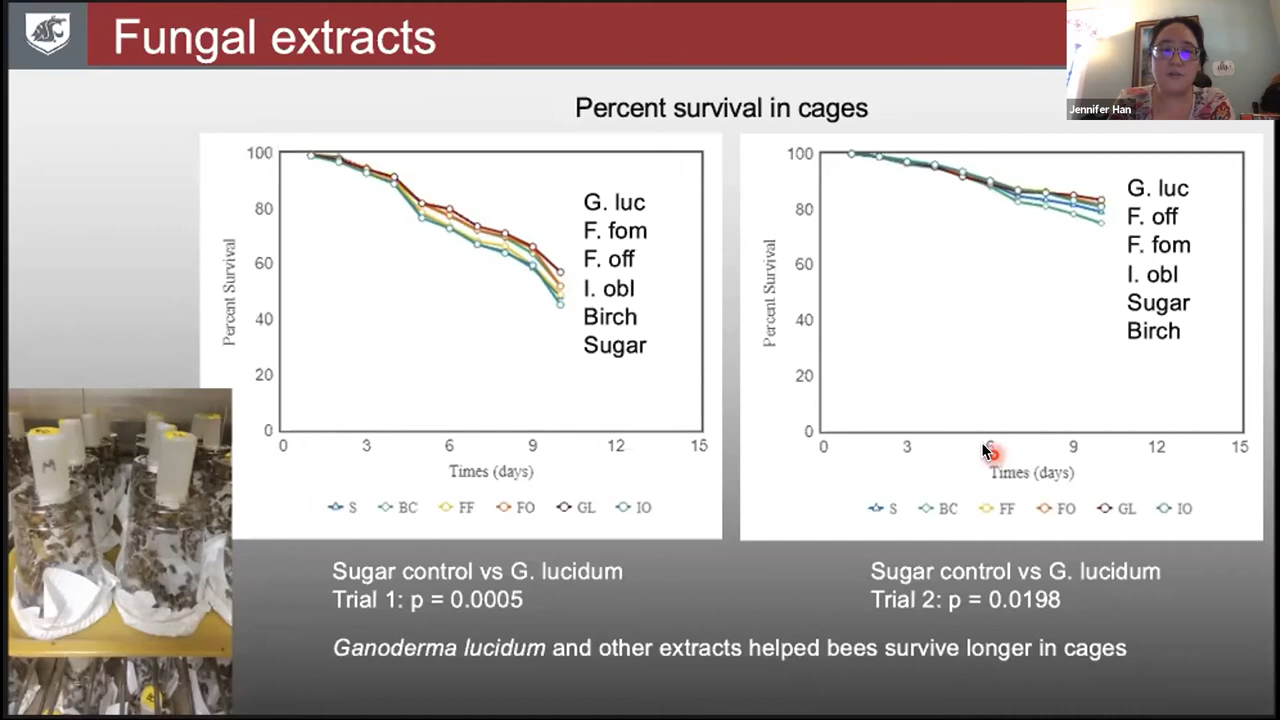 Fungal extracts
Jennifer Han
Percent survival in cages
100
80
60
40
20
0
Percent Survival
0 3 6 9 12 15
Times (days)
S BC FF FO GL IO
G. luc
F. fom
F. off
I. obl
Birch
Sugar
100
80
60
40
20
0
Percent Survival
0 3 6 9 12 15
Times (days)
S BC FF FO GL IO
G. luc
F. off
F. fom
I. obl
Sugar
Birch
Sugar control vs G. lucidum
Trial 1: p = 0.0005
Sugar control vs G. lucidum
Trial 2: p = 0.0198
Ganoderma lucidum and other extracts helped bees survive longer in cages